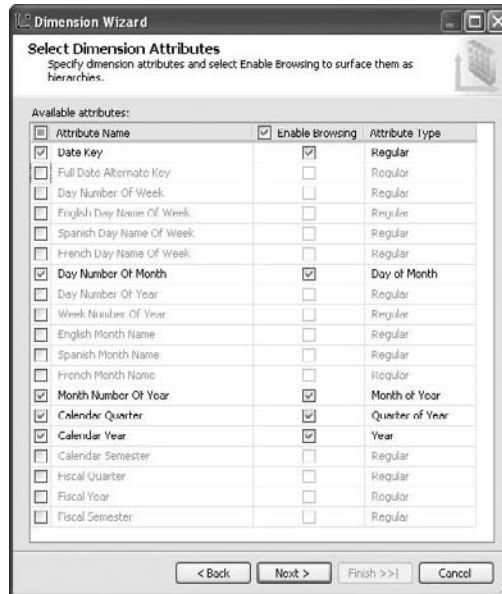 Dimension Wizard
Select Dimension Attributes
Specify dimension attributes and select Enable Browsing to surface them as
hierarchies.
Available attributes:
Attribute Name Enable Browsing Attribute Type
Date Key Regular
Full Date Alternate Key Regular
Day Number Of Week Regular
English Day Name Of Week Regular
Spanish Day Name Of Week Regular
French Day Name Of Week Regular
Day Number Of Month Day of Month
Day Number Of Year Regular
Week Number Of Year Regular
English Month Name Regular
Spanish Month Name Regular
French Month Name Regular
Month Number Of Year Month of Year
Calendar Quarter Quarter of Year
Calendar Year Year
Calendar Semester Regular
Fiscal Quarter Regular
Fiscal Year Regular
Fiscal Semester Regular
< Back Next > Finish >>| Cancel